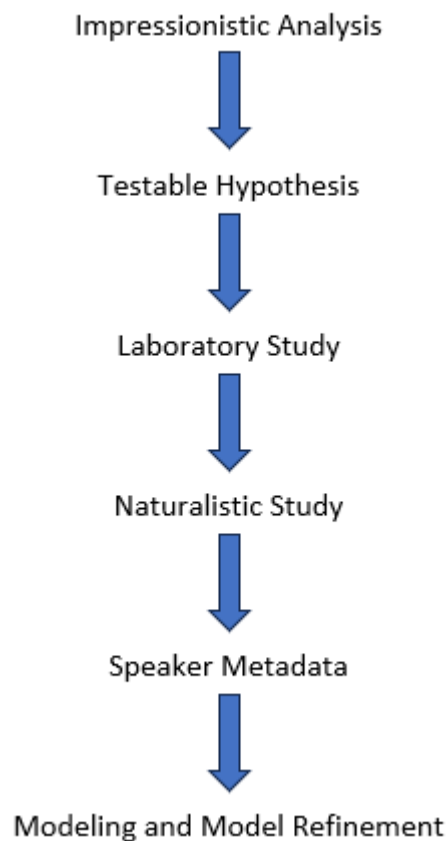 Impressionistic Analysis
Testable Hypothesis
Laboratory Study
Naturalistic Study
Speaker Metadata
Modeling and Model Refinement